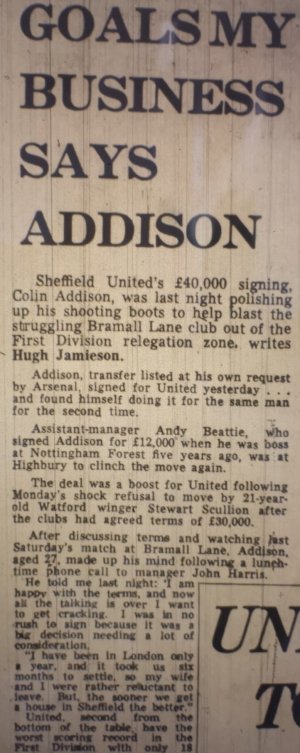 GOALS MY
BUSINESS
SAYS
ADDISON
Sheffield United's £40,000 signing,
Colin Addison, was last night polishing
up his shooting boots to help blast the
struggling Bramall Lane club out of the
First Division relegation zone, writes
Hugh Jamieson.
Addison, transfer listed at his own request
by Arsenal, signed for United yesterday . . .
and found himself doing it for the same man
for the second time.
Assistant-manager Andy Beattie, who
signed Addison for £12,000 when he was boss
at Nottingham Forest five years ago, was at
Highbury to clinch the move again.
The deal was a boost for United following
Monday's shock refusal to move by 21-year-
old Watford winger Stewart Scullion after
the clubs had agreed terms of £30,000.
After discussing terms and watching last
Saturday's match at Bramall Lane, Addison,
aged 27, made up his mind following a lunch-
time phone call to manager John Harris.
He told me last night: 'I am
happy with the terms, and now
all the talking is over I want
to get cracking. I was in no
rush to sign because it was a
big decision needing a lot of
consideration.
"I have been in London only
a year, and it took us six
months to settle, so my wife
and I were rather reluctant to
leave. But, the sooner we get
a house in Sheffield the better."
United, second from the
bottom of the table, have the
worst scoring record in the
First Division with only 18
UN
T